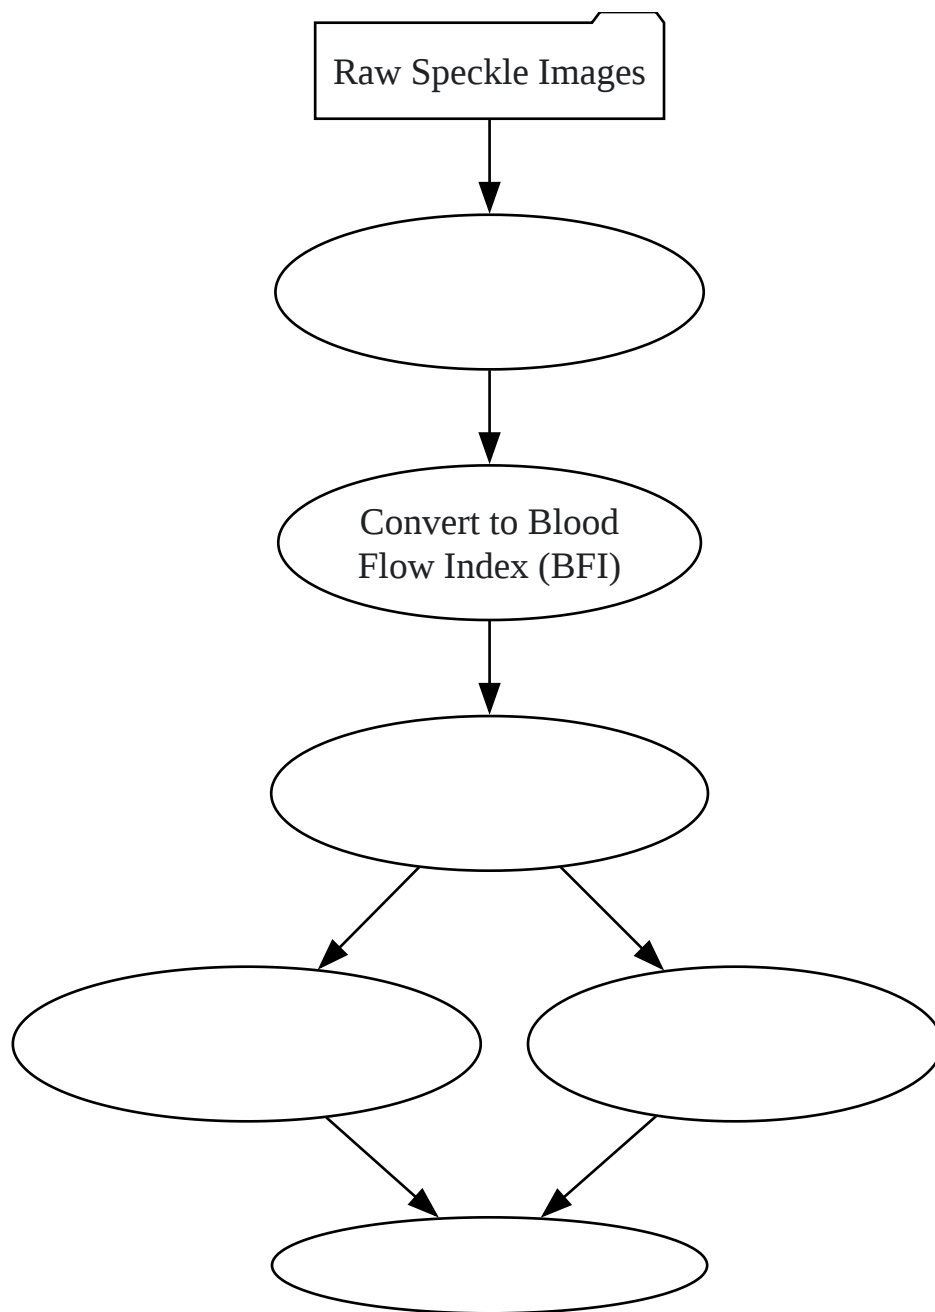 Raw Speckle Images
Convert to Blood
Flow Index (BFI)